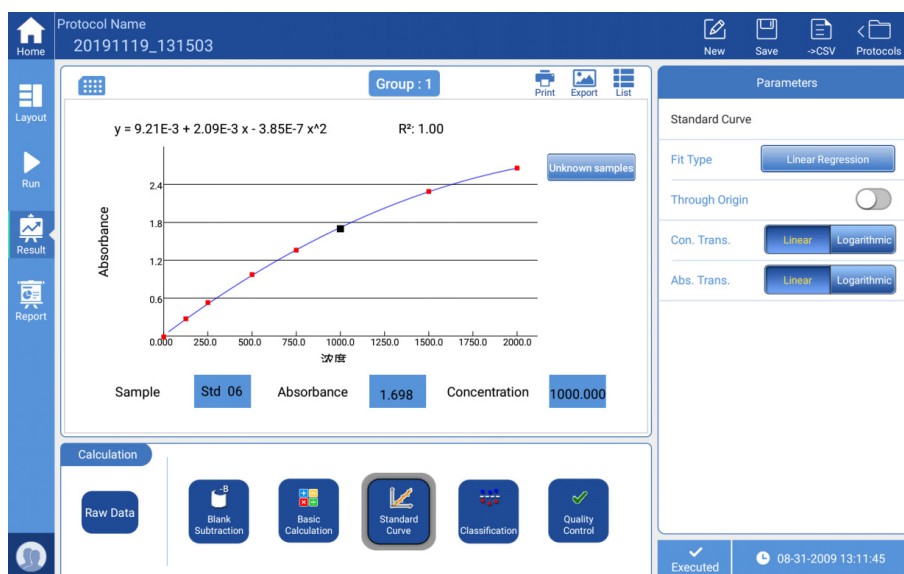 Protocol Name
20191119_131503
Home
New
Save
->CSV
Protocols
Layout
Run
Result
Report
Group : 1
Print
Export
List
y = 9.21E-3 + 2.09E-3 x - 3.85E-7 x^2
R²: 1.00
Unknown samples
Absorbance
2.4
1.8
1.2
0.6
0.000
250.0
500.0
750.0
1000.0
1250.0
1500.0
1750.0
2000.0
浓度
Sample
Std 06
Absorbance
1.698
Concentration
1000.000
Calculation
Raw Data
-B
Blank
Subtraction
Basic
Calculation
Standard
Curve
Classification
Quality
Control
Parameters
Standard Curve
Fit Type
Linear Regression
Through Origin
Con. Trans.
Linear
Logarithmic
Abs. Trans.
Linear
Logarithmic
Executed
08-31-2009 13:11:45